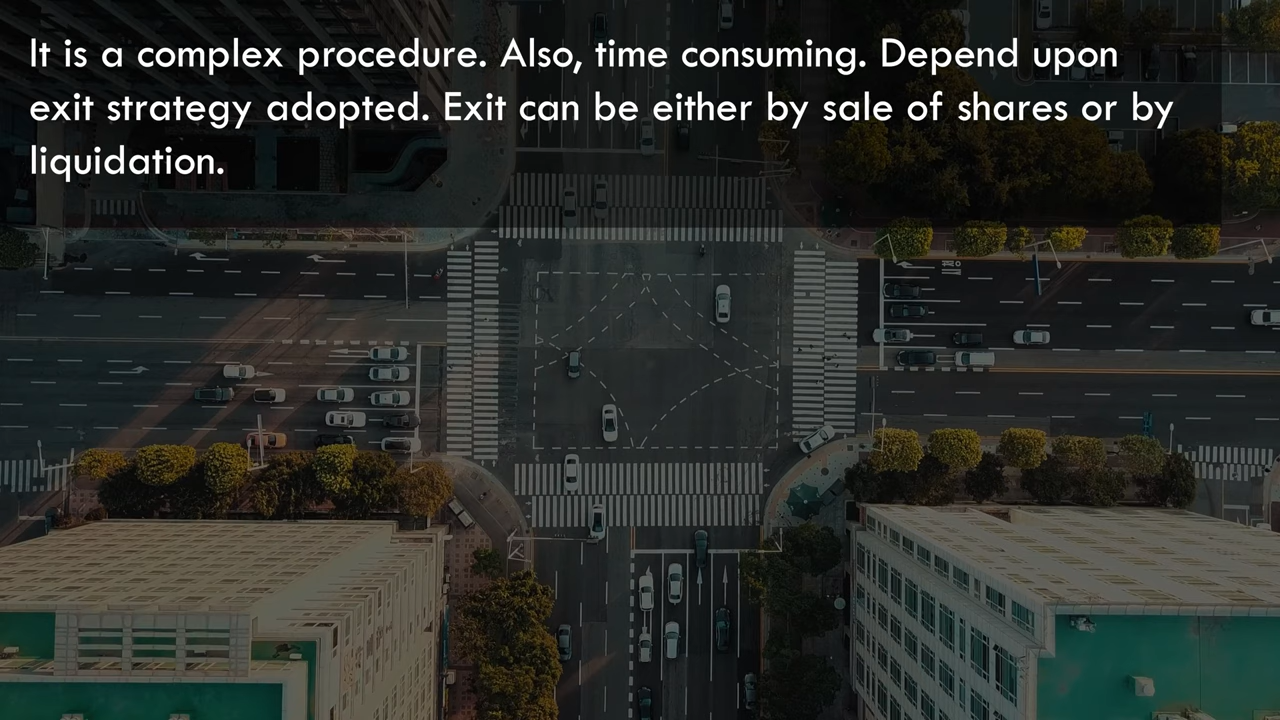 It is a complex procedure. Also, time consuming. Depend upon
exit strategy adopted. Exit can be either by sale of shares or by
liquidation.